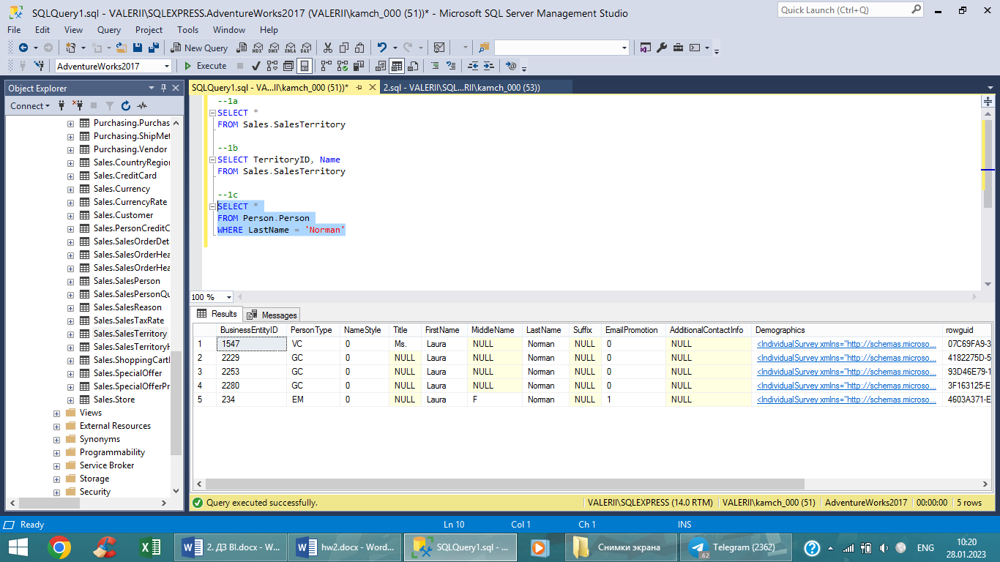 SQLQuery1.sql - VALERII\SQLEXPRESS.AdventureWorks2017 (VALERII\kamch_000 (51))* - Microsoft SQL Server Management Studio
Quick Launch (Ctrl+Q)
File Edit View Query Project Tools Window Help
New Query MDX DMX XMLA DAX
AdventureWorks2017 Execute
Object Explorer
SQLQuery1.sql - VA...II\kamch_000 (51))* 2.sql - VALERII\SQL...RII\kamch_000 (53))
Connect
Purchasing.Purchas
Purchasing.ShipMet
Purchasing.Vendor
Sales.CountryRegion
Sales.CreditCard
Sales.Currency
Sales.CurrencyRate
Sales.Customer
Sales.PersonCreditC
Sales.SalesOrderDet
Sales.SalesOrderHea
Sales.SalesOrderHea
Sales.SalesPerson
Sales.SalesPersonQu
Sales.SalesReason
Sales.SalesTaxRate
Sales.SalesTerritory
Sales.SalesTerritoryH
Sales.ShoppingCartI
Sales.SpecialOffer
Sales.SpecialOfferPr
Sales.Store
Views
External Resources
Synonyms
Programmability
Service Broker
Storage
Security
--1a
SELECT *
FROM Sales.SalesTerritory
--1b
SELECT TerritoryID, Name
FROM Sales.SalesTerritory
--1c
SELECT *
FROM Person.Person
WHERE LastName = 'Norman'
100 %
Results Messages
BusinessEntityID PersonType NameStyle Title FirstName MiddleName LastName Suffix EmailPromotion AdditionalContactInfo Demographics rowguid
1 1547 VC 0 Ms. Laura NULL Norman NULL 0 NULL <IndividualSurvey xmlns="http://schemas.microso... 07C69FA9-3
2 2229 GC 0 NULL Laura NULL Norman NULL 0 NULL <IndividualSurvey xmlns="http://schemas.microso... 4182275D-5
3 2253 GC 0 NULL Laura NULL Norman NULL 0 NULL <IndividualSurvey xmlns="http://schemas.microso... 93D46E79-1
4 2280 GC 0 NULL Laura NULL Norman NULL 0 NULL <IndividualSurvey xmlns="http://schemas.microso... 3F163125-E
5 234 EM 0 NULL Laura F Norman NULL 1 NULL <IndividualSurvey xmlns="http://schemas.microso... 4603A371-E
Query executed successfully. VALERII\SQLEXPRESS (14.0 RTM) VALERII\kamch_000 (51) AdventureWorks2017 00:00:00 5 rows
Ready Ln 10 Col 1 Ch 1 INS
2. ДЗ BI.docx - W... hw2.docx - Word... SQLQuery1.sql - ... Снимки экрана Telegram (2362) .62 ENG 10:20
28.01.2023